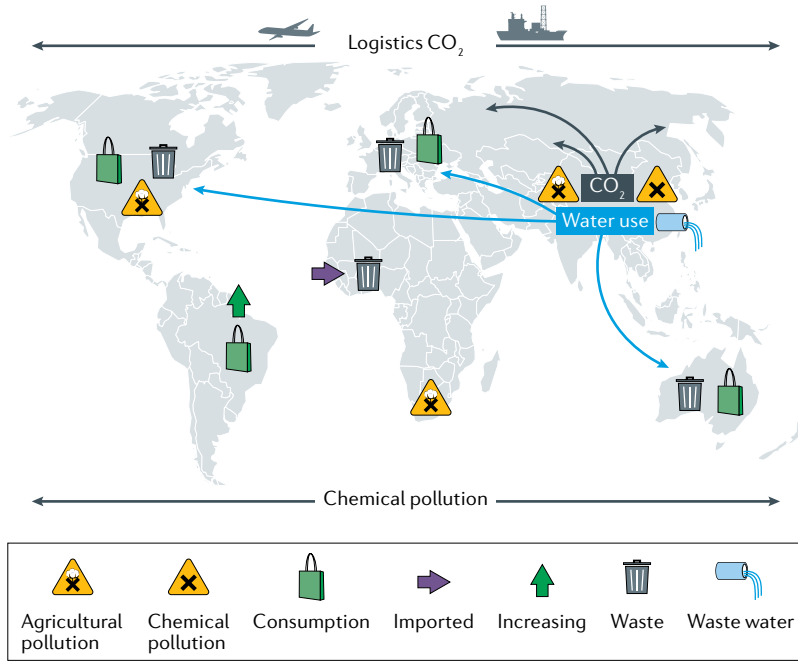 Logistics CO₂
CO₂
Water use
Chemical pollution
Agricultural
pollution
Chemical
pollution
Consumption
Imported
Increasing
Waste
Waste water